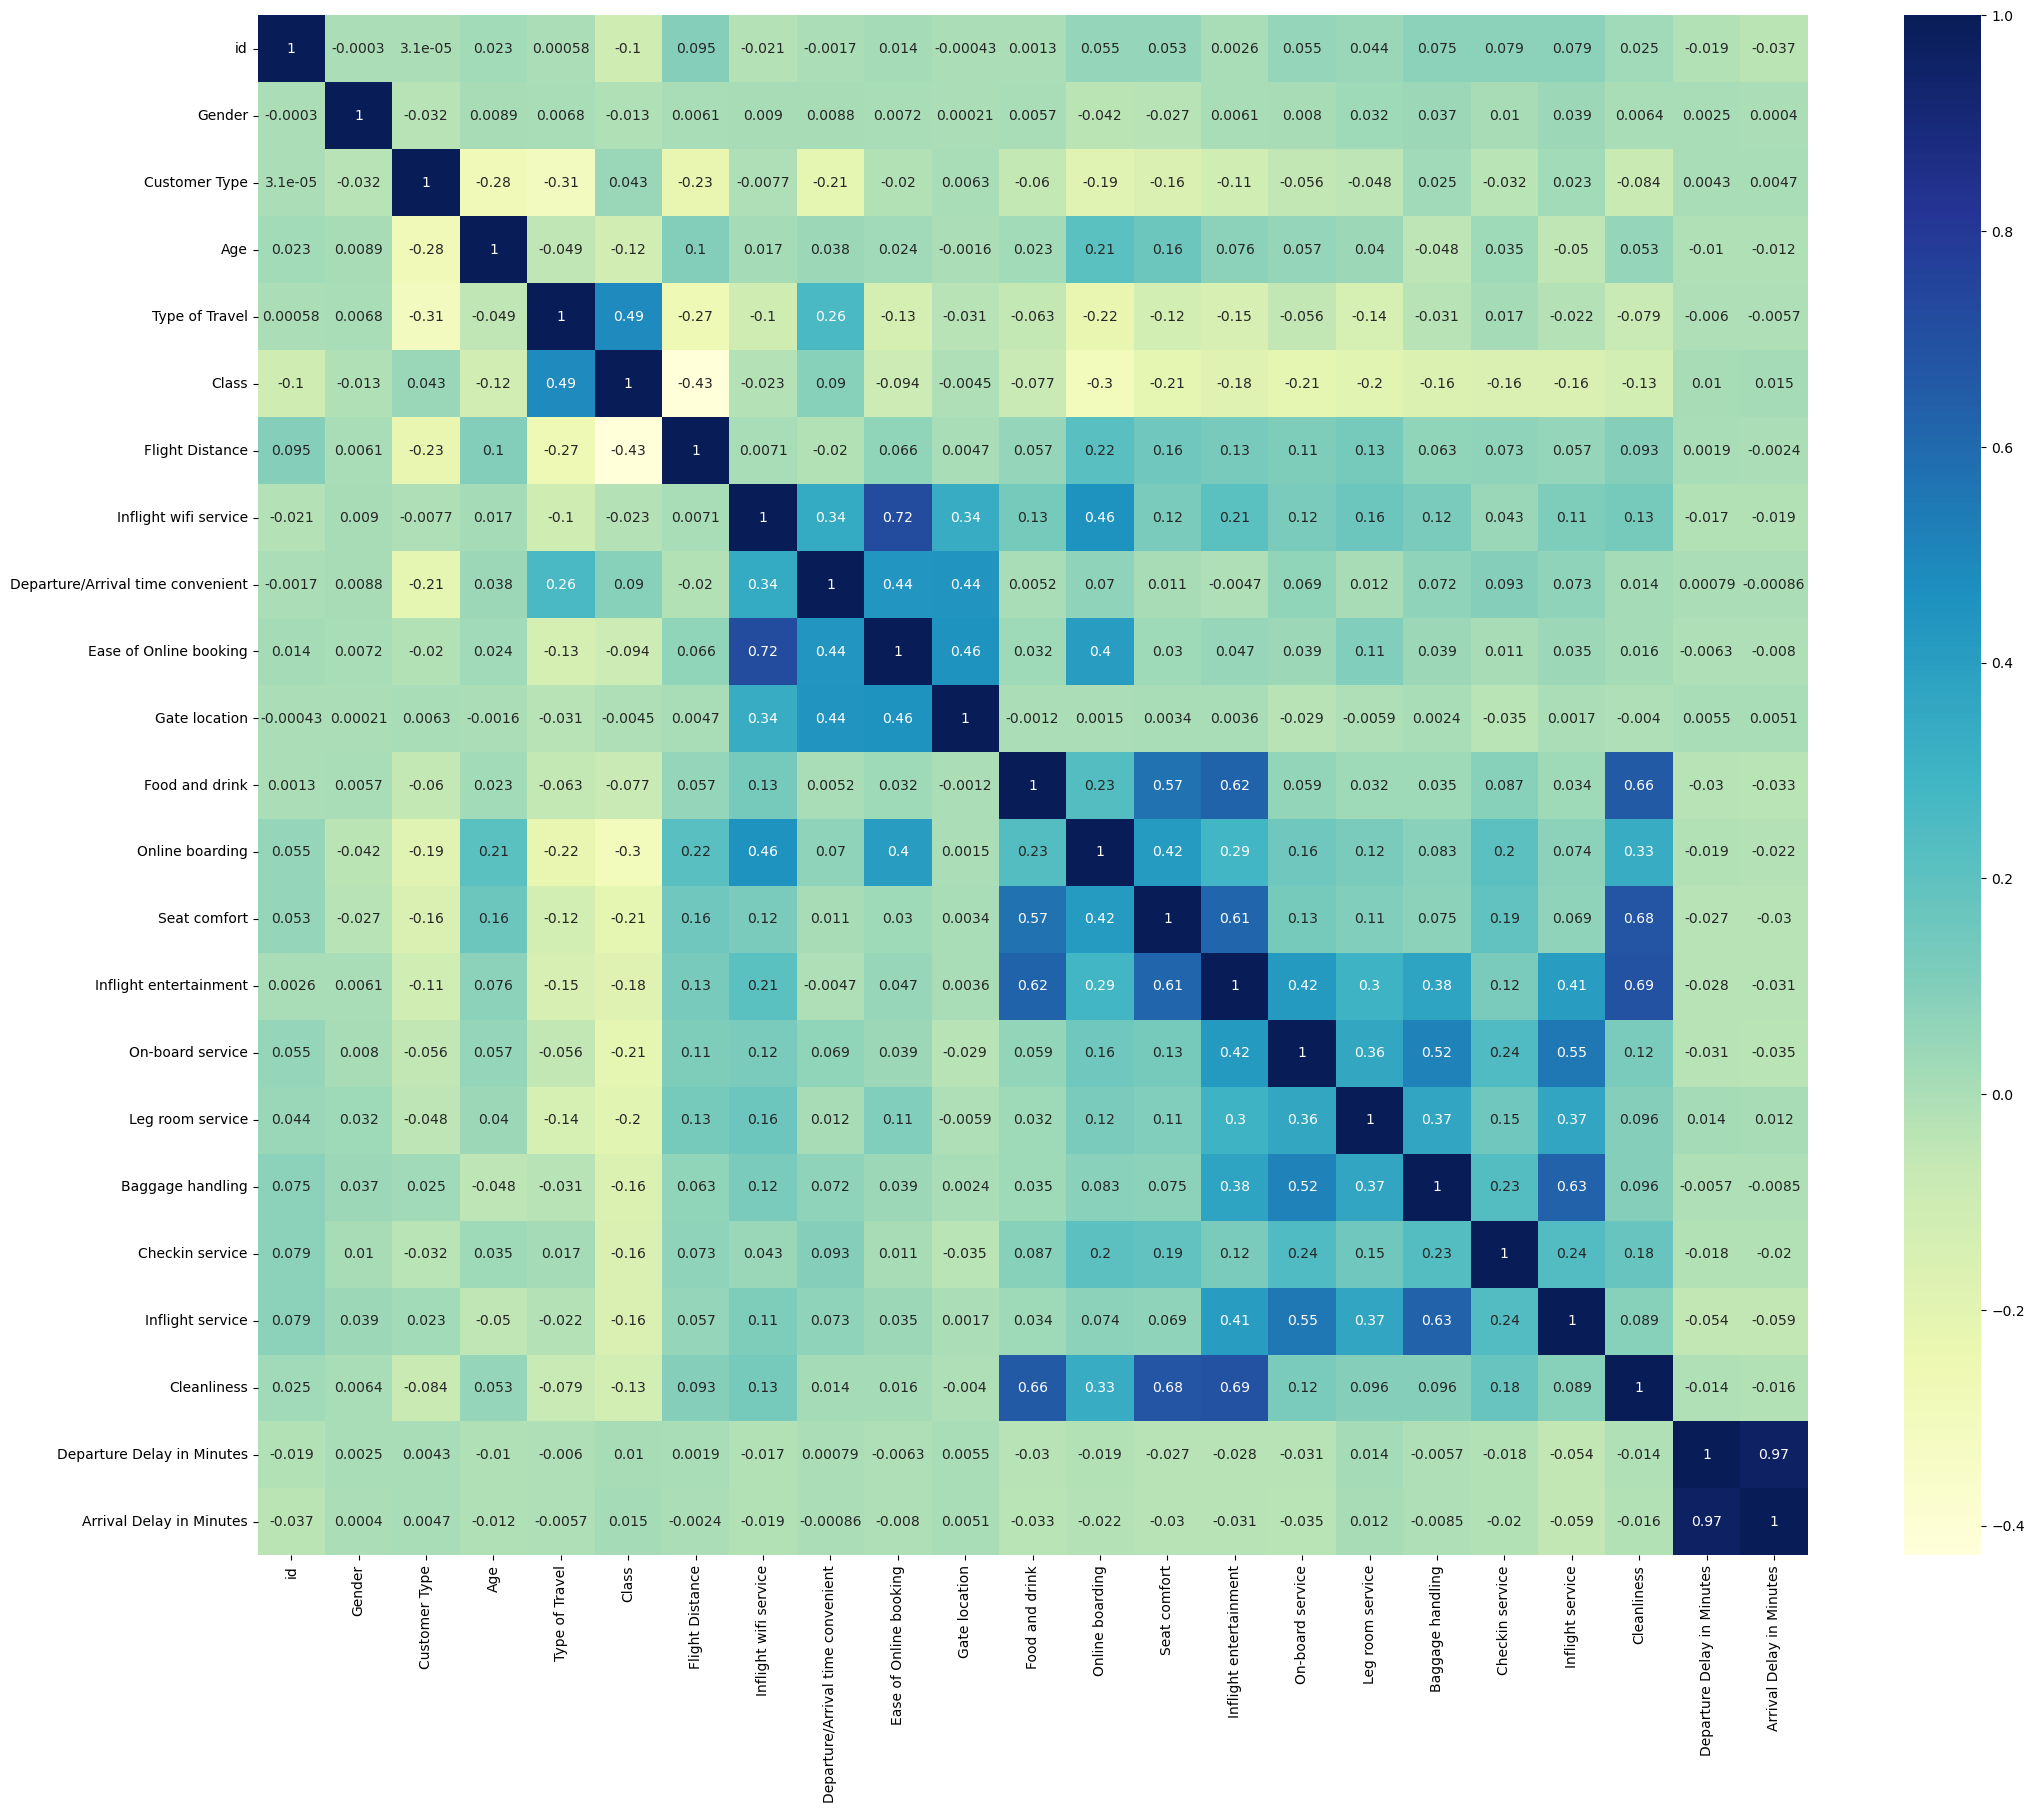 id 1 -0.0003 3.1e-05 0.023 0.00058 -0.1 0.095 -0.021 -0.0017 0.014 -0.00043 0.0013 0.055 0.053 0.0026 0.055 0.044 0.075 0.079 0.079 0.025 -0.019 -0.037
Gender -0.0003 1 -0.032 0.0089 0.0068 -0.013 0.0061 0.009 0.0088 0.0072 0.00021 0.0057 -0.042 -0.027 0.0061 0.008 0.032 0.037 0.01 0.039 0.0064 0.0025 0.0004
Customer Type 3.1e-05 -0.032 1 -0.28 -0.31 0.043 -0.23 -0.0077 -0.21 -0.02 0.0063 -0.06 -0.19 -0.16 -0.11 -0.056 -0.048 0.025 -0.032 0.023 -0.084 0.0043 0.0047
Age 0.023 0.0089 -0.28 1 -0.049 -0.12 0.1 0.017 0.038 0.024 -0.0016 0.023 0.21 0.16 0.076 0.057 0.04 -0.048 0.035 -0.05 0.053 -0.01 -0.012
Type of Travel 0.00058 0.0068 -0.31 -0.049 1 0.49 -0.27 -0.1 0.26 -0.13 -0.031 -0.063 -0.22 -0.12 -0.15 -0.056 -0.14 -0.031 0.017 -0.022 -0.079 -0.006 -0.0057
Class -0.1 -0.013 0.043 -0.12 0.49 1 -0.43 -0.023 0.09 -0.094 -0.0045 -0.077 -0.3 -0.21 -0.18 -0.21 -0.2 -0.16 -0.16 -0.16 -0.13 0.01 0.015
Flight Distance 0.095 0.0061 -0.23 0.1 -0.27 -0.43 1 0.0071 -0.02 0.066 0.0047 0.057 0.22 0.16 0.13 0.11 0.13 0.063 0.073 0.057 0.093 0.0019 -0.0024
Inflight wifi service -0.021 0.009 -0.0077 0.017 -0.1 -0.023 0.0071 1 0.34 0.72 0.34 0.13 0.46 0.12 0.21 0.12 0.16 0.12 0.043 0.11 0.13 -0.017 -0.019
Departure/Arrival time convenient -0.0017 0.0088 -0.21 0.038 0.26 0.09 -0.02 0.34 1 0.44 0.44 0.0052 0.07 0.011 -0.0047 0.069 0.012 0.072 0.093 0.073 0.014 0.00079 -0.00086
Ease of Online booking 0.014 0.0072 -0.02 0.024 -0.13 -0.094 0.066 0.72 0.44 1 0.46 0.032 0.4 0.03 0.047 0.039 0.11 0.039 0.011 0.035 0.016 -0.0063 -0.008
Gate location -0.00043 0.00021 0.0063 -0.0016 -0.031 -0.0045 0.0047 0.34 0.44 0.46 1 -0.0012 0.0015 0.0034 0.0036 -0.029 -0.0059 0.0024 -0.035 0.0017 -0.004 0.0055 0.0051
Food and drink 0.0013 0.0057 -0.06 0.023 -0.063 -0.077 0.057 0.13 0.0052 0.032 -0.0012 1 0.23 0.57 0.62 0.059 0.032 0.035 0.087 0.034 0.66 -0.03 -0.033
Online boarding 0.055 -0.042 -0.19 0.21 -0.22 -0.3 0.22 0.46 0.07 0.4 0.0015 0.23 1 0.42 0.29 0.16 0.12 0.083 0.2 0.074 0.33 -0.019 -0.022
Seat comfort 0.053 -0.027 -0.16 0.16 -0.12 -0.21 0.16 0.12 0.011 0.03 0.0034 0.57 0.42 1 0.61 0.13 0.11 0.075 0.19 0.069 0.68 -0.027 -0.03
Inflight entertainment 0.0026 0.0061 -0.11 0.076 -0.15 -0.18 0.13 0.21 -0.0047 0.047 0.0036 0.62 0.29 0.61 1 0.42 0.3 0.38 0.12 0.41 0.69 -0.028 -0.031
On-board service 0.055 0.008 -0.056 0.057 -0.056 -0.21 0.11 0.12 0.069 0.039 -0.029 0.059 0.16 0.13 0.42 1 0.36 0.52 0.24 0.55 0.12 -0.031 -0.035
Leg room service 0.044 0.032 -0.048 0.04 -0.14 -0.2 0.13 0.16 0.012 0.11 -0.0059 0.032 0.12 0.11 0.3 0.36 1 0.37 0.15 0.37 0.096 0.014 0.012
Baggage handling 0.075 0.037 0.025 -0.048 -0.031 -0.16 0.063 0.12 0.072 0.039 0.0024 0.035 0.083 0.075 0.38 0.52 0.37 1 0.23 0.63 0.096 -0.0057 -0.0085
Checkin service 0.079 0.01 -0.032 0.035 0.017 -0.16 0.073 0.043 0.093 0.011 -0.035 0.087 0.2 0.19 0.12 0.24 0.15 0.23 1 0.24 0.18 -0.018 -0.02
Inflight service 0.079 0.039 0.023 -0.05 -0.022 -0.16 0.057 0.11 0.073 0.035 0.0017 0.034 0.074 0.069 0.41 0.55 0.37 0.63 0.24 1 0.089 -0.054 -0.059
Cleanliness 0.025 0.0064 -0.084 0.053 -0.079 -0.13 0.093 0.13 0.014 0.016 -0.004 0.66 0.33 0.68 0.69 0.12 0.096 0.096 0.18 0.089 1 -0.014 -0.016
Departure Delay in Minutes -0.019 0.0025 0.0043 -0.01 -0.006 0.01 0.0019 -0.017 0.00079 -0.0063 0.0055 -0.03 -0.019 -0.027 -0.028 -0.031 0.014 -0.0057 -0.018 -0.054 -0.014 1 0.97
Arrival Delay in Minutes -0.037 0.0004 0.0047 -0.012 -0.0057 0.015 -0.0024 -0.019 -0.00086 -0.008 0.0051 -0.033 -0.022 -0.03 -0.031 -0.035 0.012 -0.0085 -0.02 -0.059 -0.016 0.97 1
id
Gender
Customer Type
Age
Type of Travel
Class
Flight Distance
Inflight wifi service
Departure/Arrival time convenient
Ease of Online booking
Gate location
Food and drink
Online boarding
Seat comfort
Inflight entertainment
On-board service
Leg room service
Baggage handling
Checkin service
Inflight service
Cleanliness
Departure Delay in Minutes
Arrival Delay in Minutes
1.0
0.8
0.6
0.4
0.2
0.0
−0.2
−0.4